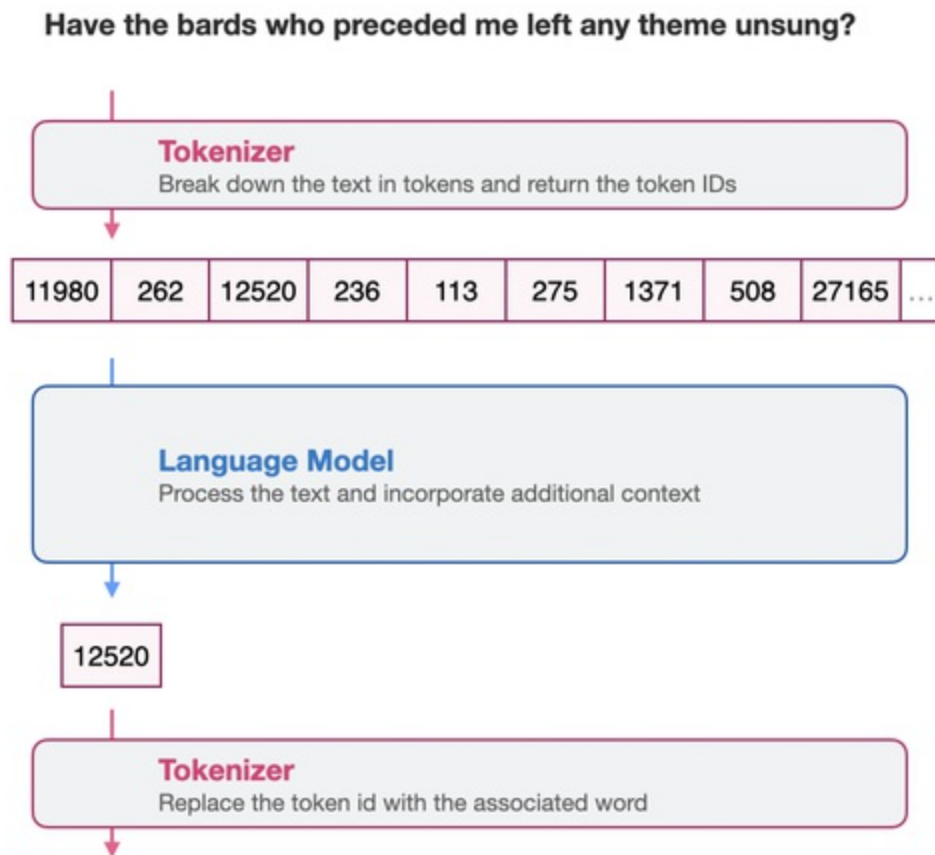 Have the bards who preceded me left any theme unsung?
Tokenizer
Break down the text in tokens and return the token IDs
11980 262 12520 236 113 275 1371 508 27165 ...
Language Model
Process the text and incorporate additional context
12520
Tokenizer
Replace the token id with the associated word